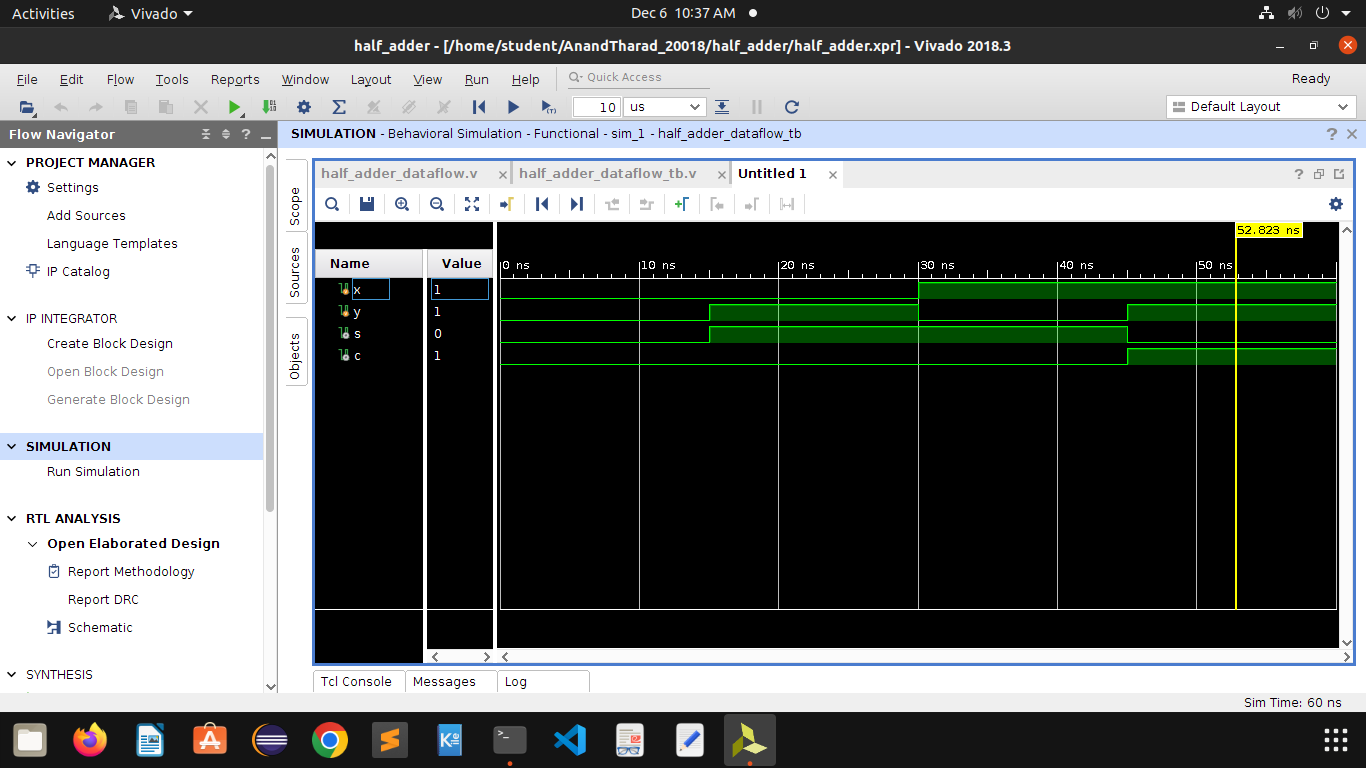 Activities Vivado Dec 6 10:37 AM
half_adder - [/home/student/AnandTharad_20018/half_adder/half_adder.xpr] - Vivado 2018.3
File Edit Flow Tools Reports Window Layout View Run Help Quick Access Ready
10 us Default Layout
Flow Navigator
SIMULATION - Behavioral Simulation - Functional - sim_1 - half_adder_dataflow_tb
PROJECT MANAGER
Settings
Add Sources
Language Templates
IP Catalog
IP INTEGRATOR
Create Block Design
Open Block Design
Generate Block Design
SIMULATION
Run Simulation
RTL ANALYSIS
Open Elaborated Design
Report Methodology
Report DRC
Schematic
SYNTHESIS
Scope
Sources
Objects
half_adder_dataflow.v half_adder_dataflow_tb.v Untitled 1
52.823 ns
Name Value 0 ns 10 ns 20 ns 30 ns 40 ns 50 ns
x 1
y 1
s 0
c 1
Tcl Console Messages Log
Sim Time: 60 ns